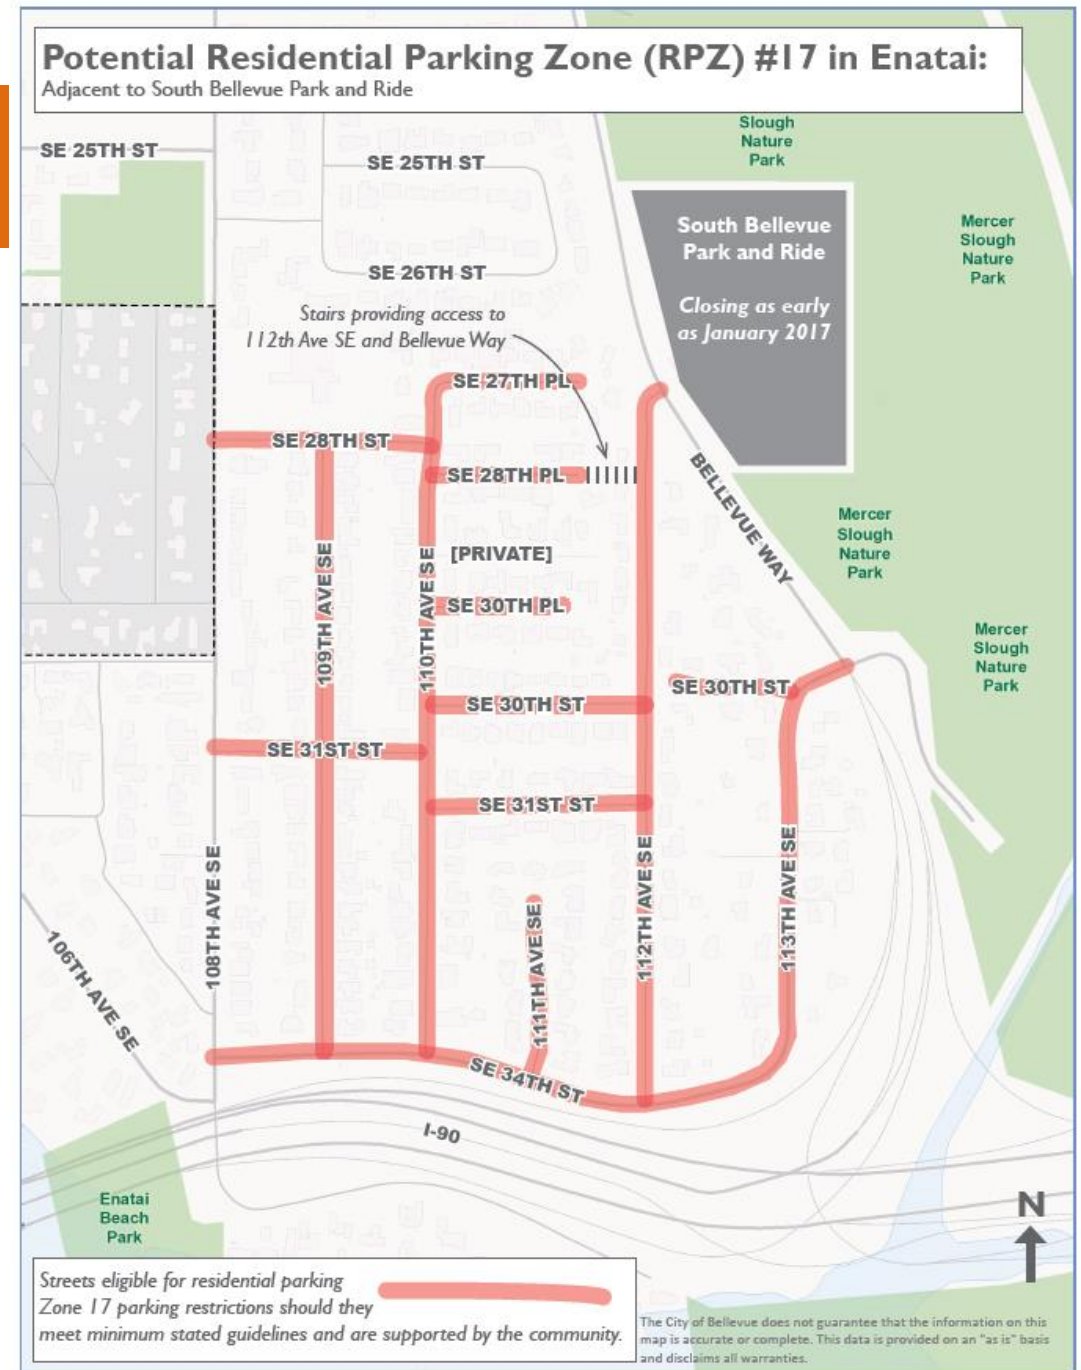 Potential Residential Parking Zone (RPZ) #17 in Enatai:
Adjacent to South Bellevue Park and Ride
Slough
Nature
Park
SE 25TH ST
SE 25TH ST
South Bellevue
Park and Ride
Closing as early
as January 2017
Mercer
Slough
Nature
Park
SE 26TH ST
Stairs providing access to
112th Ave SE and Bellevue Way
SE 27TH PL
SE 28TH ST
SE 28TH PL
BELLEVUE WAY
Mercer
Slough
Nature
Park
[PRIVATE]
109TH AVE SE
110TH AVE SE
SE 30TH PL
Mercer
Slough
Nature
Park
SE 30TH ST
SE 30TH ST
SE 31ST ST
SE 31ST ST
108TH AVE SE
112TH AVE SE
113TH AVE SE
111TH AVE SE
106TH AVE SE
SE 34TH ST
I-90
Enatai
Beach
Park
N
Streets eligible for residential parking
Zone 17 parking restrictions should they
meet minimum stated guidelines and are supported by the community.
The City of Bellevue does not guarantee that the information on this
map is accurate or complete. This data is provided on an "as is" basis
and disclaims all warranties.